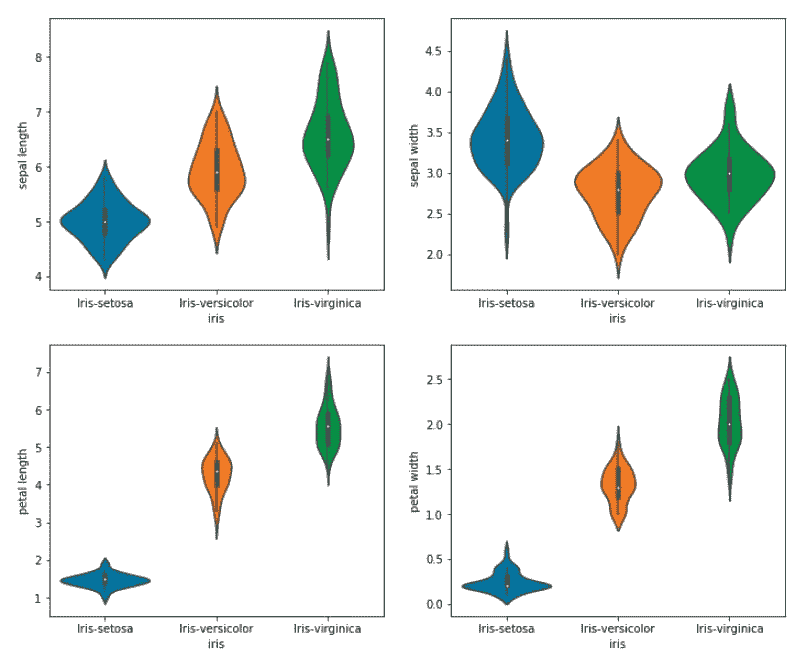 sepal length
8
7
6
5
4
Iris-setosa Iris-versicolor Iris-virginica
iris
sepal width
4.5
4.0
3.5
3.0
2.5
2.0
Iris-setosa Iris-versicolor Iris-virginica
iris
petal length
7
6
5
4
3
2
1
Iris-setosa Iris-versicolor Iris-virginica
iris
petal width
2.5
2.0
1.5
1.0
0.5
0.0
Iris-setosa Iris-versicolor Iris-virginica
iris